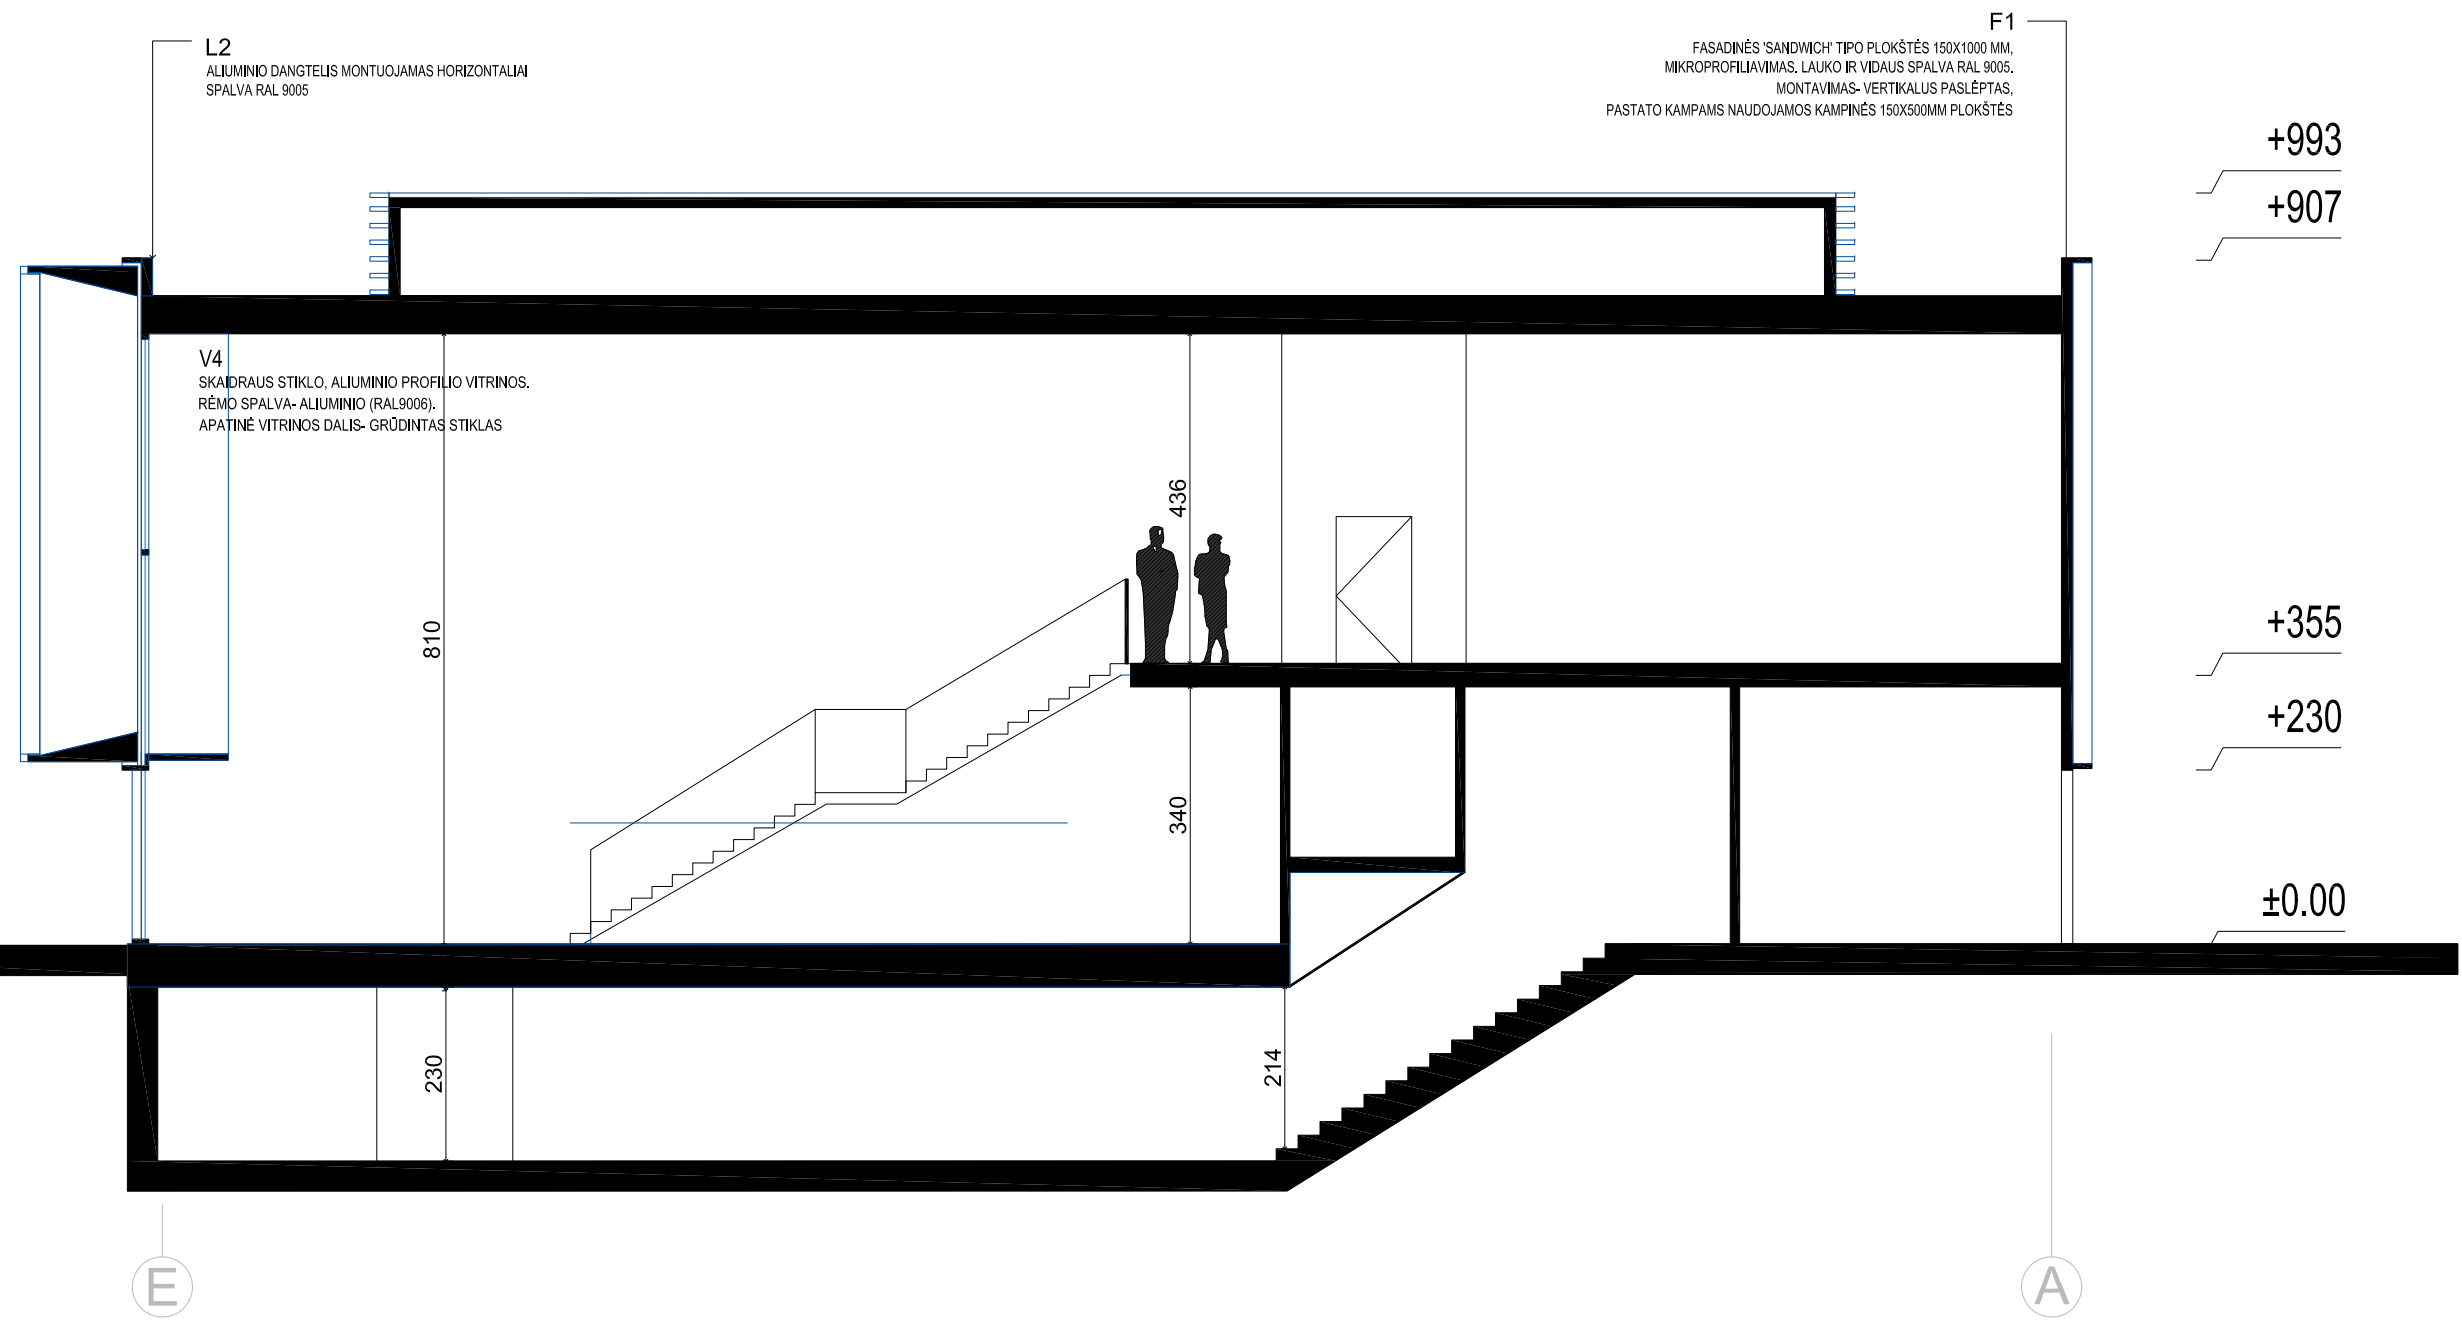 L2
ALIUMINIO DANGTELIS MONTUOJAMAS HORIZONTALIAI
SPALVA RAL 9005
F1
FASADINĖS 'SANDWICH' TIPO PLOKŠTĖS 150X1000 MM,
MIKROPROFILIAVIMAS. LAUKO IR VIDAUS SPALVA RAL 9005.
MONTAVIMAS- VERTIKALUS PASLĖPTAS,
PASTATO KAMPAMS NAUDOJAMOS KAMPINĖS 150X500MM PLOKŠTĖS
+993
+907
V4
SKAIDRAUS STIKLO, ALIUMINIO PROFILIO VITRINOS.
RĖMO SPALVA- ALIUMINIO (RAL9006).
APATINĖ VITRINOS DALIS- GRŪDINTAS STIKLAS
436
810
+355
+230
340
±0.00
230
214
E
A